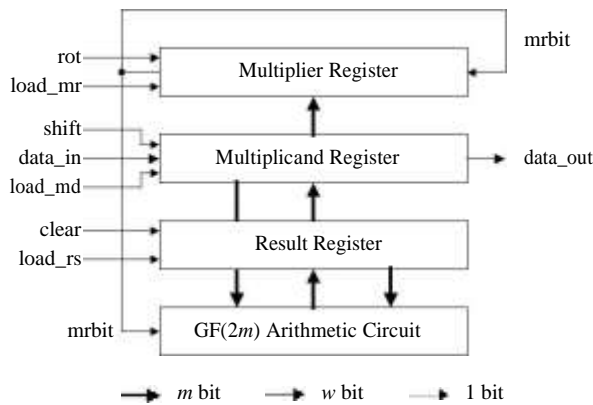 mrbit
rot
Multiplier Register
load_mr
shift
data_in
Multiplicand Register
data_out
load_md
clear
Result Register
load_rs
mrbit
GF(2m) Arithmetic Circuit
m bit
w bit
1 bit